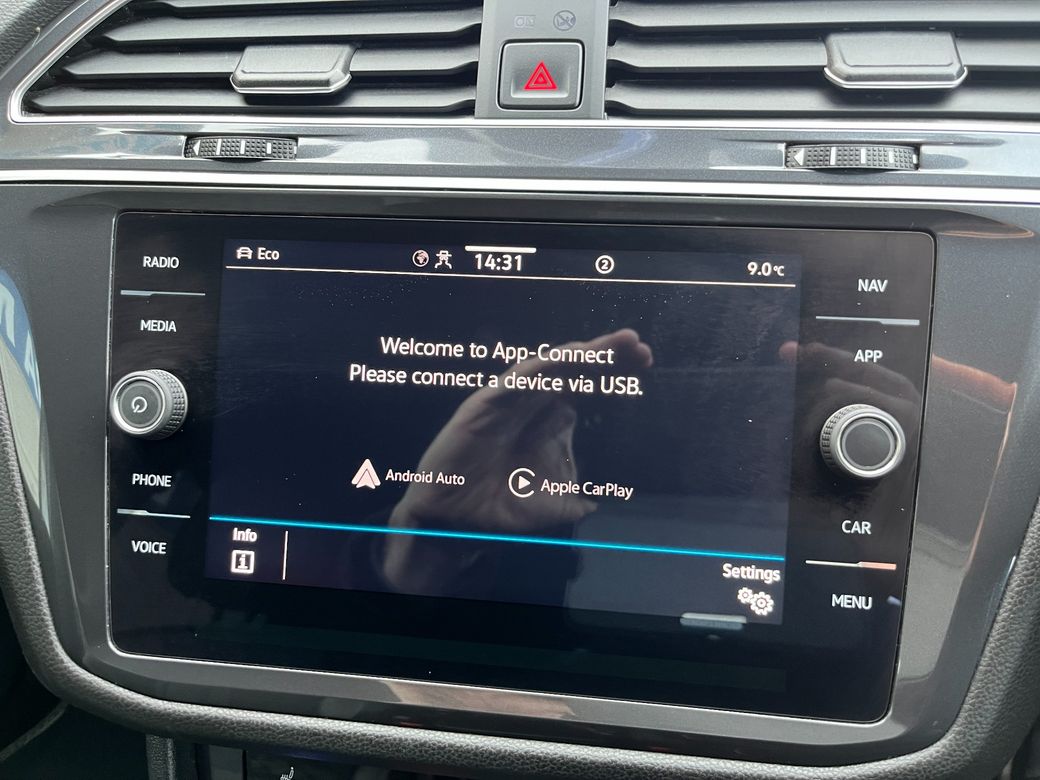 RADIO
MEDIA
PHONE
VOICE
Eco
14:31
2
9.0°C
Welcome to App-Connect
Please connect a device via USB.
Android Auto
Apple CarPlay
Info
i
Settings
NAV
APP
CAR
MENU